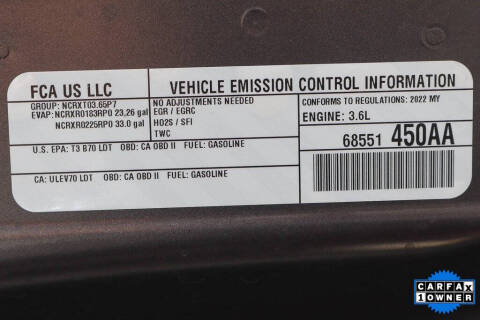 FCA US LLC
VEHICLE EMISSION CONTROL INFORMATION
GROUP: NCRXT03.65P7
EVAP: NCRXR0183RP0 23,26 gal
NCRXR0225RP0 33.0 gal
NO ADJUSTMENTS NEEDED
EGR / EGRC
HO2S / SFI
TWC
CONFORMS TO REGULATIONS: 2022 MY
ENGINE: 3.6L
U.S. EPA: T3 B70 LDT OBD: CA OBD II FUEL: GASOLINE
68551 450AA
CA: ULEV70 LDT OBD: CA OBD II FUEL: GASOLINE
CARFAX
1 OWNER